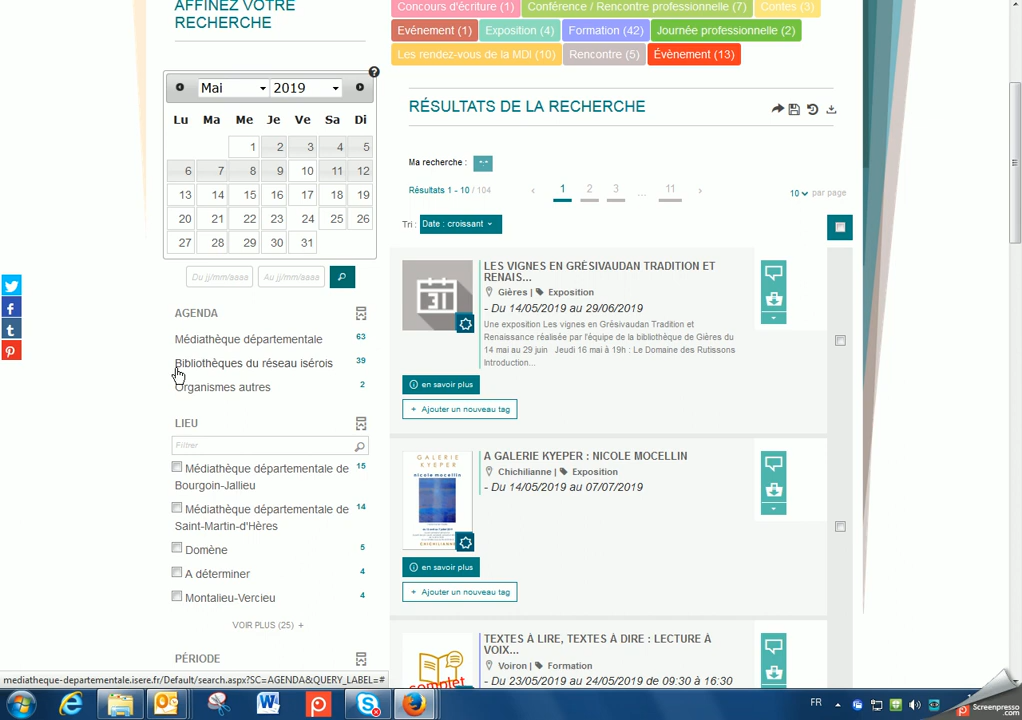 AFFINEZ VOTRE
RECHERCHE
Concours d'écriture (1) Conférence / Rencontre professionnelle (7) Contes (3)
Evénement (1) Exposition (4) Formation (42) Journée professionnelle (2)
Les rendez-vous de la MDI (10) Rencontre (5) Évènement (13)
Mai 2019 ?
Lu Ma Me Je Ve Sa Di
1 2 3 4 5
6 7 8 9 10 11 12
13 14 15 16 17 18 19
20 21 22 23 24 25 26
27 28 29 30 31
Du jj/mm/aaaa Au jj/mm/aaaa
AGENDA
Médiathèque départementale 63
Bibliothèques du réseau isérois 39
Organismes autres 2
LIEU
Filtrer
Médiathèque départementale de 15
Bourgoin-Jallieu
Médiathèque départementale de 14
Saint-Martin-d'Hères
Domène 5
A déterminer 4
Montalieu-Vercieu 4
VOIR PLUS (25) +
PÉRIODE
RÉSULTATS DE LA RECHERCHE
Ma recherche : "*"
Résultats 1 - 10 / 104 ‹ 1 2 3 ... 11 › 10 par page
Tri : Date : croissant
LES VIGNES EN GRÉSIVAUDAN TRADITION ET
RENAIS...
Gières | Exposition
- Du 14/05/2019 au 29/06/2019
Une exposition Les vignes en Grésivaudan Tradition et
Renaissance réalisée par l'équipe de la bibliothèque de Gières du
14 mai au 29 juin Jeudi 16 mai à 19h : Le Domaine des Rutissons
Introduction...
31
en savoir plus
+ Ajouter un nouveau tag
A GALERIE KYEPER : NICOLE MOCELLIN
Chichilianne | Exposition
- Du 14/05/2019 au 07/07/2019
GALERIE
KYEPER
nicole mocellin
CHICHILIANNE
en savoir plus
+ Ajouter un nouveau tag
TEXTES À LIRE, TEXTES À DIRE : LECTURE À
VOIX...
Voiron | Formation
- Du 23/05/2019 au 24/05/2019 de 09:30 à 16:30
complet
mediatheque-departementale.isere.fr/Default/search.aspx?SC=AGENDA&QUERY_LABEL=#
FR
Screenpresso
.com